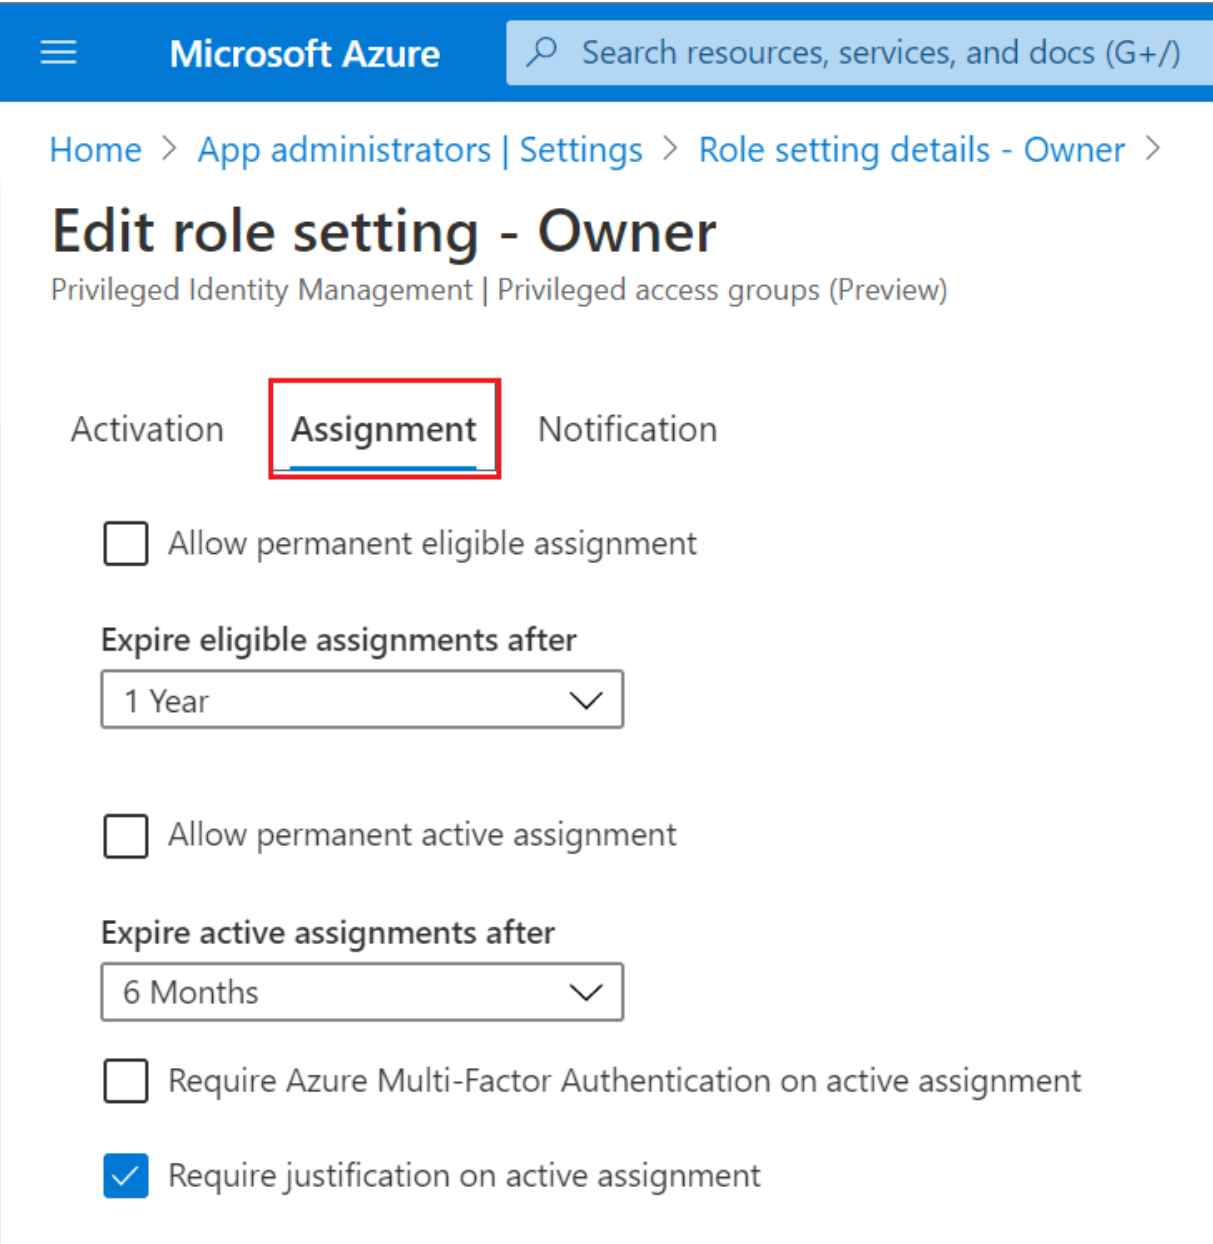 Microsoft Azure
Search resources, services, and docs (G+/)
Home > App administrators | Settings > Role setting details - Owner >
Edit role setting - Owner
Privileged Identity Management | Privileged access groups (Preview)
Activation Assignment Notification
Allow permanent eligible assignment
Expire eligible assignments after
1 Year
Allow permanent active assignment
Expire active assignments after
6 Months
Require Azure Multi-Factor Authentication on active assignment
Require justification on active assignment